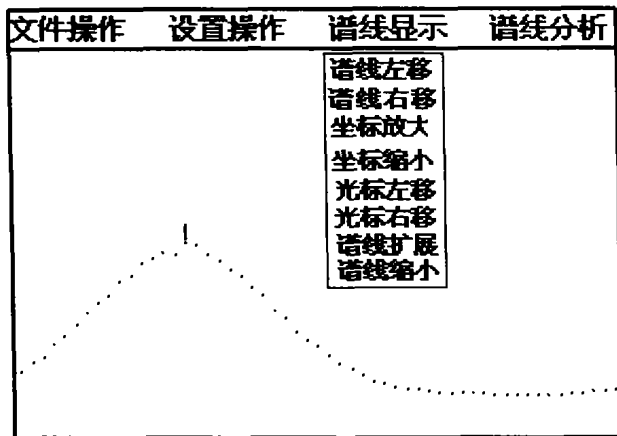 文件操作 设置操作 谱线显示 谱线分析
谱线左移
谱线右移
坐标放大
坐标缩小
光标左移
光标右移
谱线扩展
谱线缩小